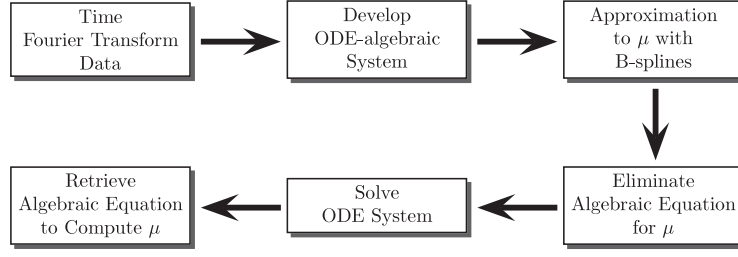 Time
Fourier Transform
Data
Develop
ODE-algebraic
System
Approximation
to μ with
B-splines
Eliminate
Algebraic Equation
for μ
Solve
ODE System
Retrieve
Algebraic Equation
to Compute μ